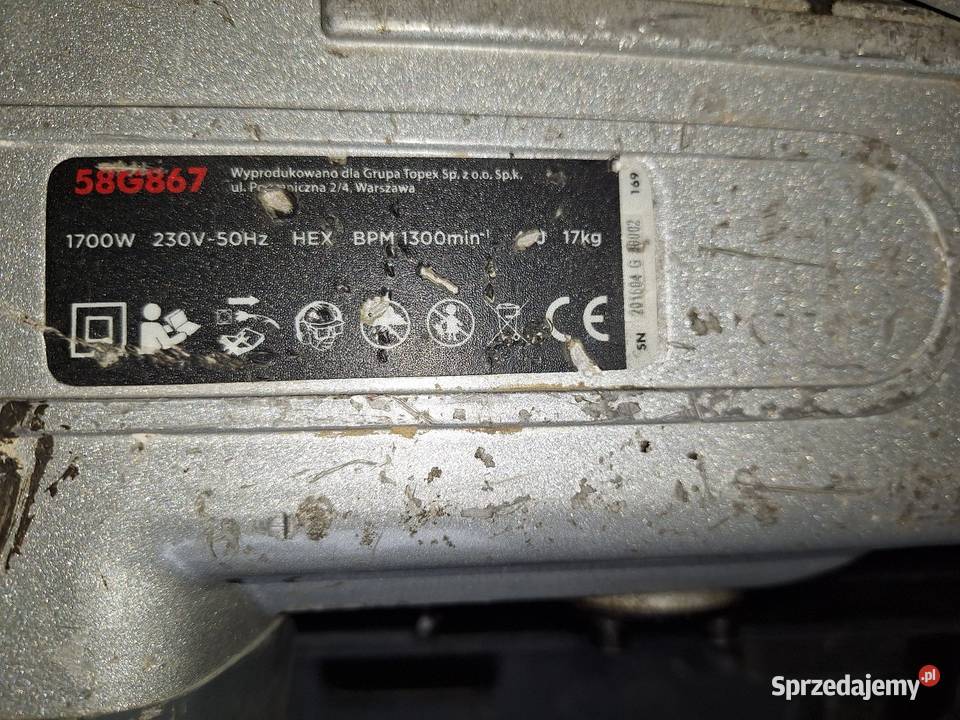 58G867
Wyprodukowano dla Grupa Topex Sp. z o.o. Sp.k.
ul. 2/4, Warszawa
1700W 230V~50Hz HEX BPM 1300min⁻¹ J 17kg
CE
SN G
169
Sprzedajemy.pl